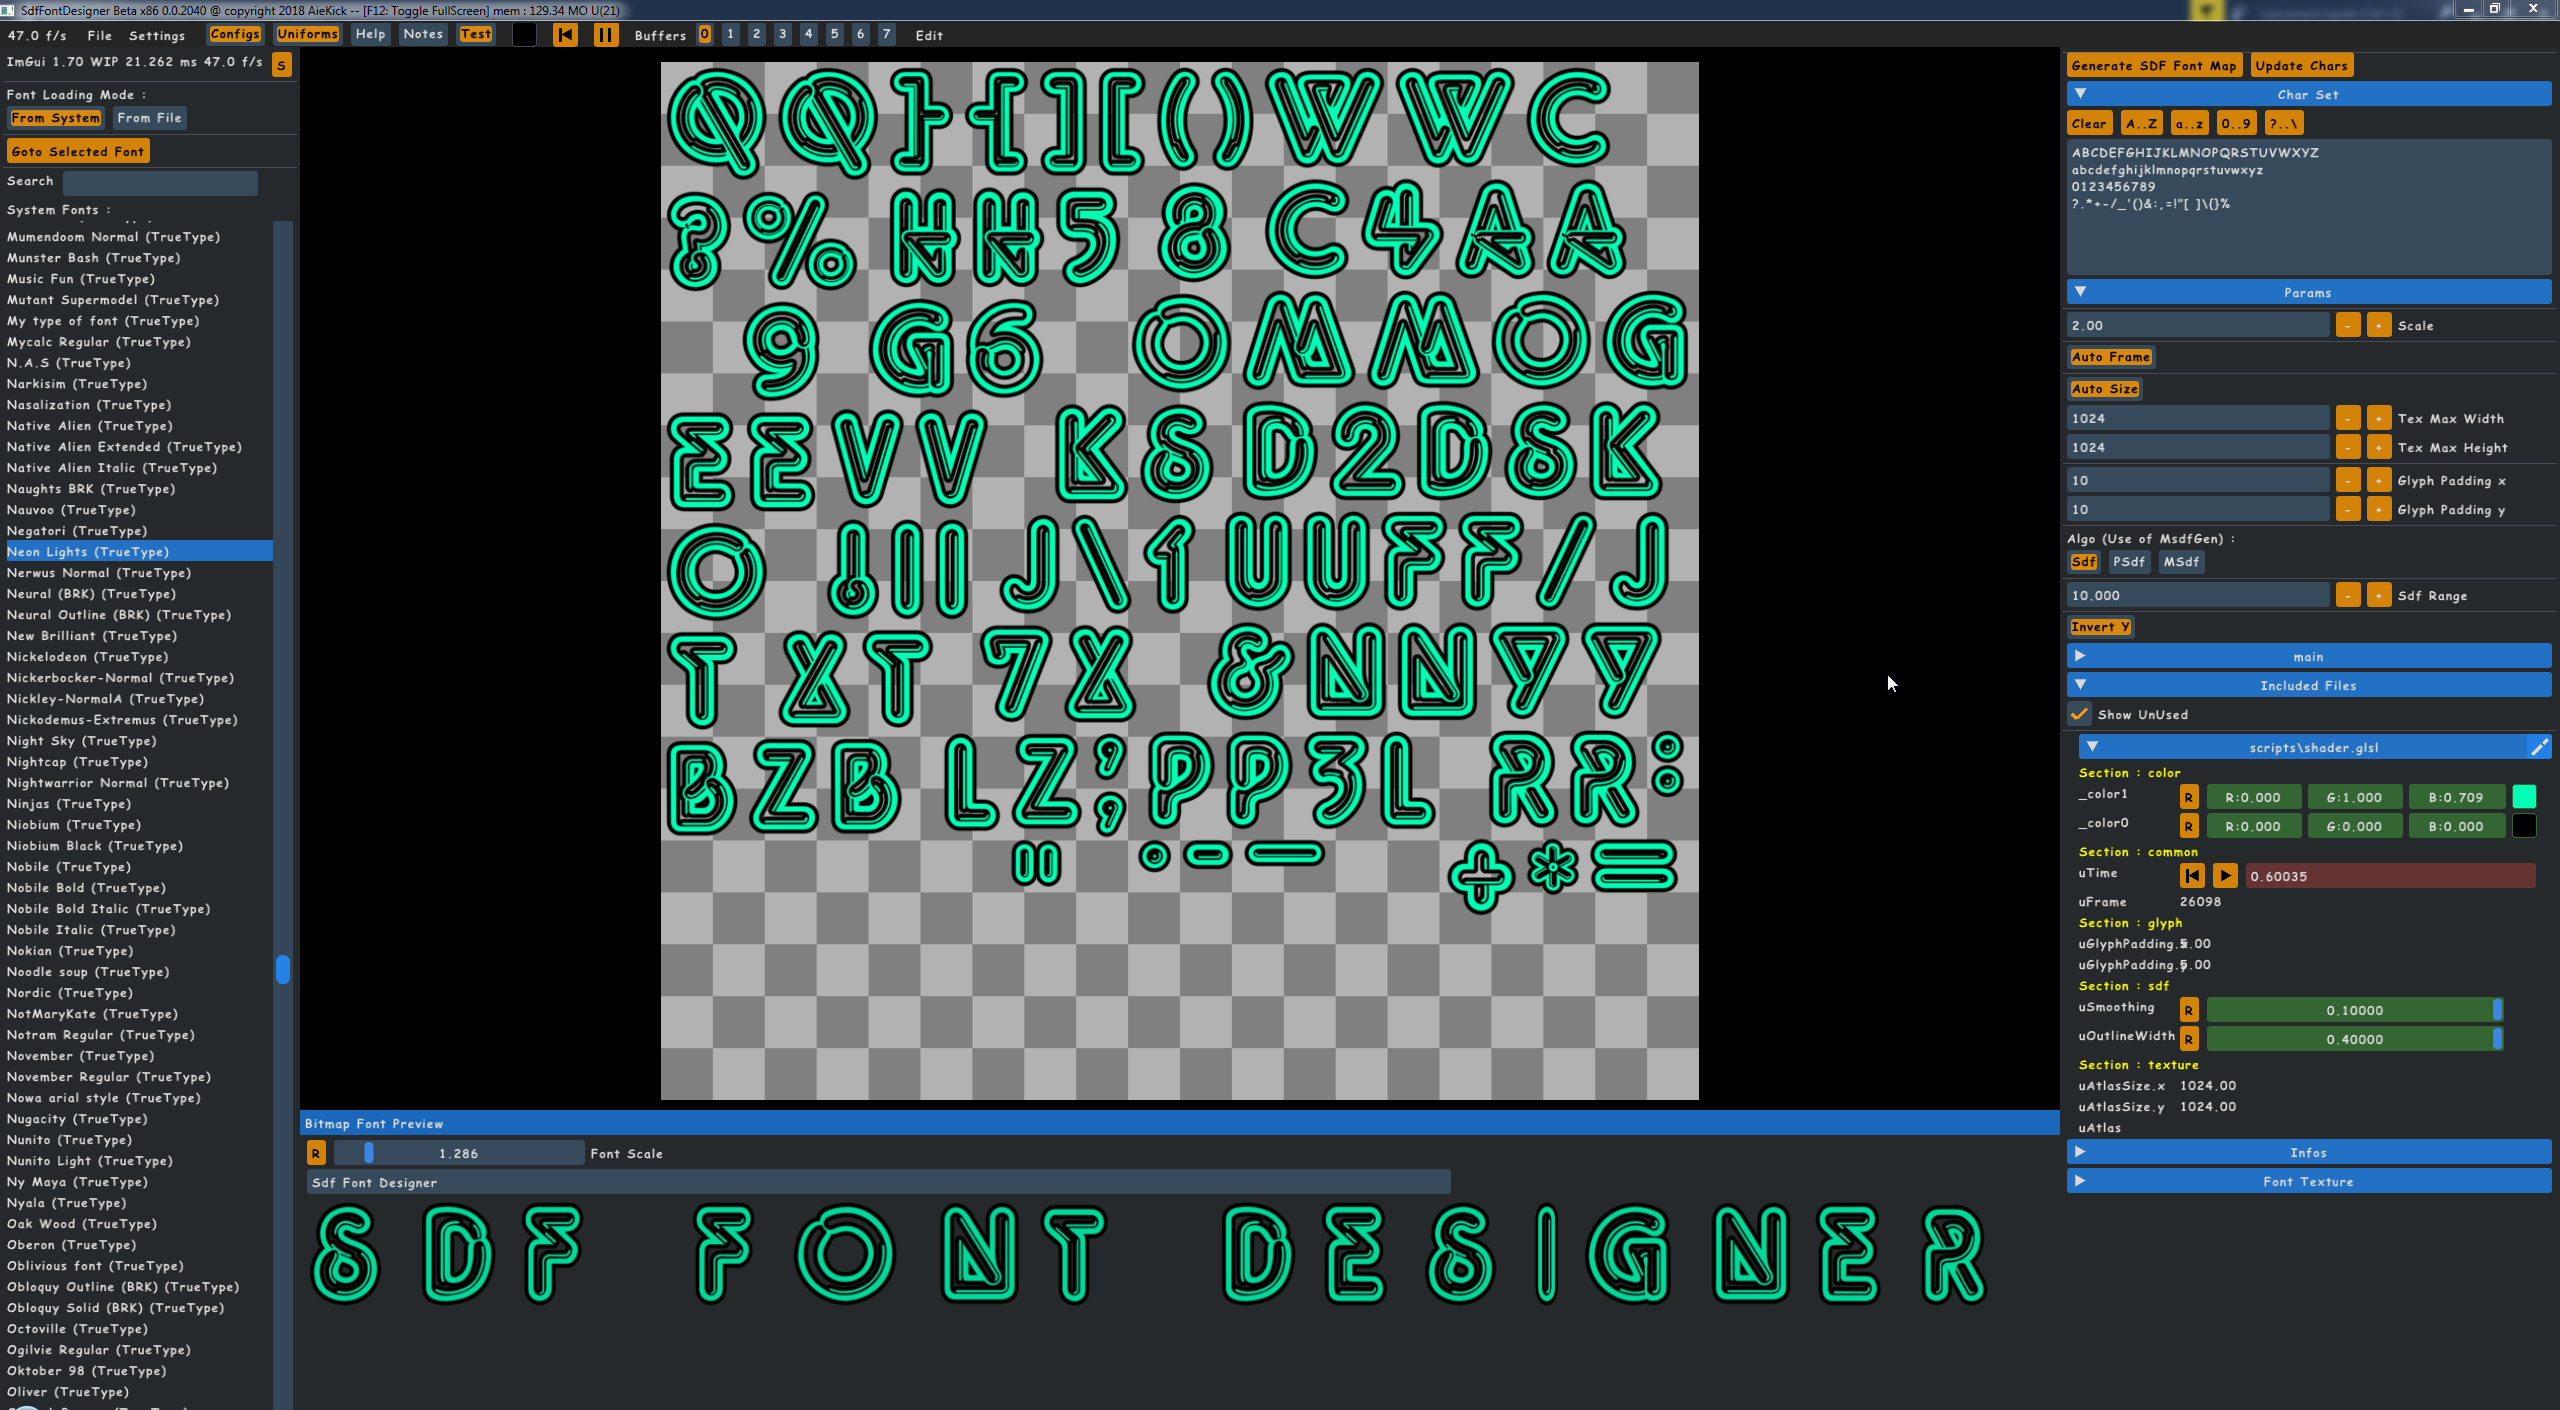 SdfFontDesigner Beta x86 0.0.2040 @ copyright 2018 AieKick -- [F12: Toggle FullScreen] mem : 129.34 MO U(21)
47.0 f/s File Settings Configs Uniforms Help Notes Test Buffers 0 1 2 3 4 5 6 7 Edit
ImGui 1.70 WIP 21.262 ms 47.0 f/s S
Font Loading Mode :
From System From File
Goto Selected Font
Search
System Fonts :
Mumendoom Normal (TrueType)
Munster Bash (TrueType)
Music Fun (TrueType)
Mutant Supermodel (TrueType)
My type of font (TrueType)
Mycalc Regular (TrueType)
N.A.S (TrueType)
Narkisim (TrueType)
Nasalization (TrueType)
Native Alien (TrueType)
Native Alien Extended (TrueType)
Native Alien Italic (TrueType)
Naughts BRK (TrueType)
Nauvoo (TrueType)
Negatori (TrueType)
Neon Lights (TrueType)
Nerwus Normal (TrueType)
Neural (BRK) (TrueType)
Neural Outline (BRK) (TrueType)
New Brilliant (TrueType)
Nickelodeon (TrueType)
Nickerbocker-Normal (TrueType)
Nickley-NormalA (TrueType)
Nickodemus-Extremus (TrueType)
Night Sky (TrueType)
Nightcap (TrueType)
Nightwarrior Normal (TrueType)
Ninjas (TrueType)
Niobium (TrueType)
Niobium Black (TrueType)
Nobile (TrueType)
Nobile Bold (TrueType)
Nobile Bold Italic (TrueType)
Nobile Italic (TrueType)
Nokian (TrueType)
Noodle soup (TrueType)
Nordic (TrueType)
NotMaryKate (TrueType)
Notram Regular (TrueType)
November (TrueType)
November Regular (TrueType)
Nowa arial style (TrueType)
Nugacity (TrueType)
Nunito (TrueType)
Nunito Light (TrueType)
Ny Maya (TrueType)
Nyala (TrueType)
Oak Wood (TrueType)
Oberon (TrueType)
Oblivious font (TrueType)
Obloquy Outline (BRK) (TrueType)
Obloquy Solid (BRK) (TrueType)
Octoville (TrueType)
Ogilvie Regular (TrueType)
Oktober 98 (TrueType)
Oliver (TrueType)
Q Q } { ] [ ( ) W W C
? % H H 5 8 C 4 A A
9 G 6 O M M O G
E E V V K S D 2 D S K
O ! I I J \ 1 U U F F / J
T X T 7 X & N N Y Y
B Z B L Z ; P P 3 L R R :
" . - _ + * =
Bitmap Font Preview
R 1.286 Font Scale
Sdf Font Designer
S D F F O N T D E S I G N E R
Generate SDF Font Map Update Chars
Char Set
Clear A..Z a..z 0..9 ?..\
ABCDEFGHIJKLMNOPQRSTUVWXYZ
abcdefghijklmnopqrstuvwxyz
0123456789
?.*+-/_'()&:,=!"[ ]\{}%
Params
2.00 - + Scale
Auto Frame
Auto Size
1024 - + Tex Max Width
1024 - + Tex Max Height
10 - + Glyph Padding x
10 - + Glyph Padding y
Algo (Use of MsdfGen) :
Sdf PSdf MSdf
10.000 - + Sdf Range
Invert Y
main
Included Files
Show UnUsed
scripts\shader.glsl
Section : color
_color1 R R:0.000 G:1.000 B:0.709
_color0 R R:0.000 G:0.000 B:0.000
Section : common
uTime 0.60035
uFrame 26098
Section : glyph
uGlyphPadding.x 5.00
uGlyphPadding.y 5.00
Section : sdf
uSmoothing R 0.10000
uOutlineWidth R 0.40000
Section : texture
uAtlasSize.x 1024.00
uAtlasSize.y 1024.00
uAtlas
Infos
Font Texture